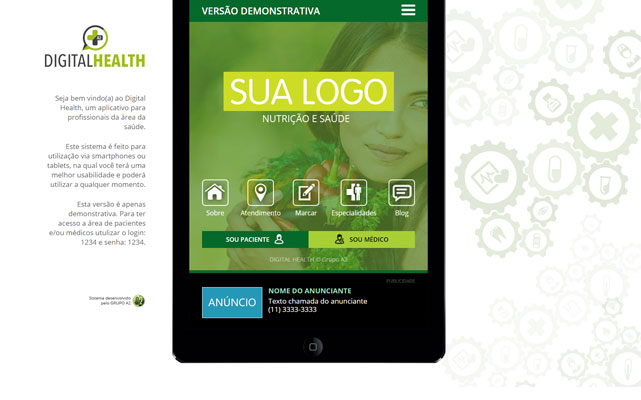 DIGITALHEALTH
Seja bem vindo(a) ao Digital
Health, um aplicativo para
profissionais da área da
saúde.
Este sistema é feito para
utilização via smartphones ou
tablets, na qual você terá uma
melhor usabilidade e poderá
utilizar a qualquer momento.
Esta versão é apenas
demonstrativa. Para ter
acesso a área de pacientes
e/ou médicos utulizar o login:
1234 e senha: 1234.
Sistema desenvolvido
pelo GRUPO A2
VERSÃO DEMONSTRATIVA
SUA LOGO
NUTRIÇÃO E SAÚDE
Sobre
Atendimento
Marcar
Especialidades
Blog
SOU PACIENTE
SOU MÉDICO
DIGITAL HEALTH © Grupo A2
PUBLICIDADE
ANÚNCIO
NOME DO ANUNCIANTE
Texto chamada do anunciante
(11) 3333-3333